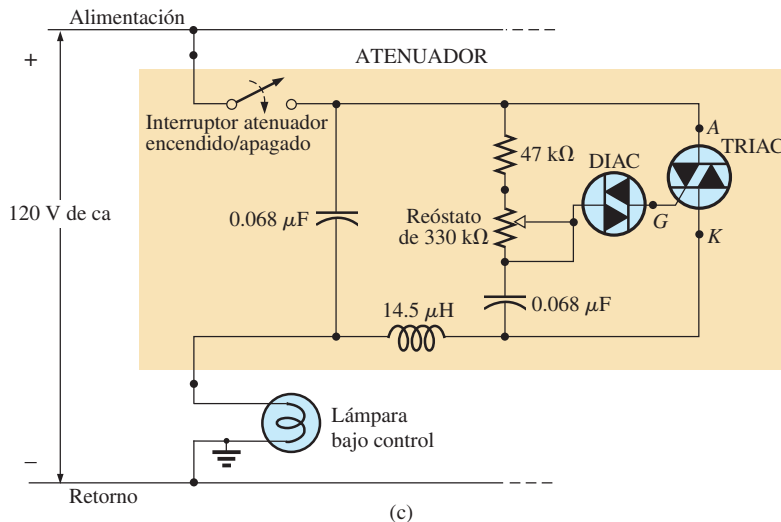 Alimentación
+
ATENUADOR
Interruptor atenuador
encendido/apagado
A
TRIAC
47 kΩ
DIAC
120 V de ca
0.068 μF
Reóstato
de 330 kΩ
G
K
14.5 μH
0.068 μF
Lámpara
bajo control
–
Retorno
(c)